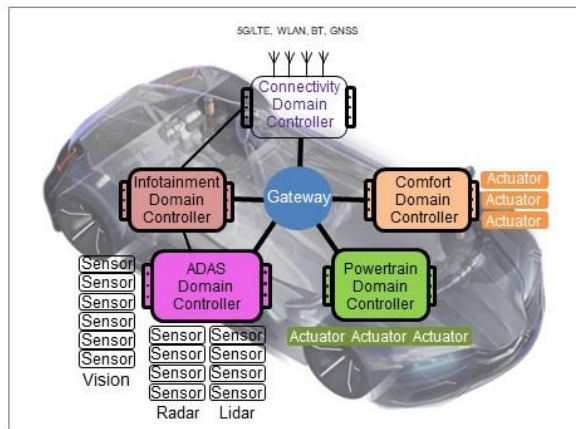 5G/LTE, WLAN, BT, GNSS
Connectivity
Domain
Controller
Infotainment
Domain
Controller
Gateway
Comfort
Domain
Controller
Actuator
Actuator
Actuator
ADAS
Domain
Controller
Powertrain
Domain
Controller
Sensor
Sensor
Sensor
Sensor
Sensor
Sensor
Vision
Sensor Sensor
Sensor Sensor
Sensor Sensor
Sensor Sensor
Radar Lidar
Actuator Actuator Actuator